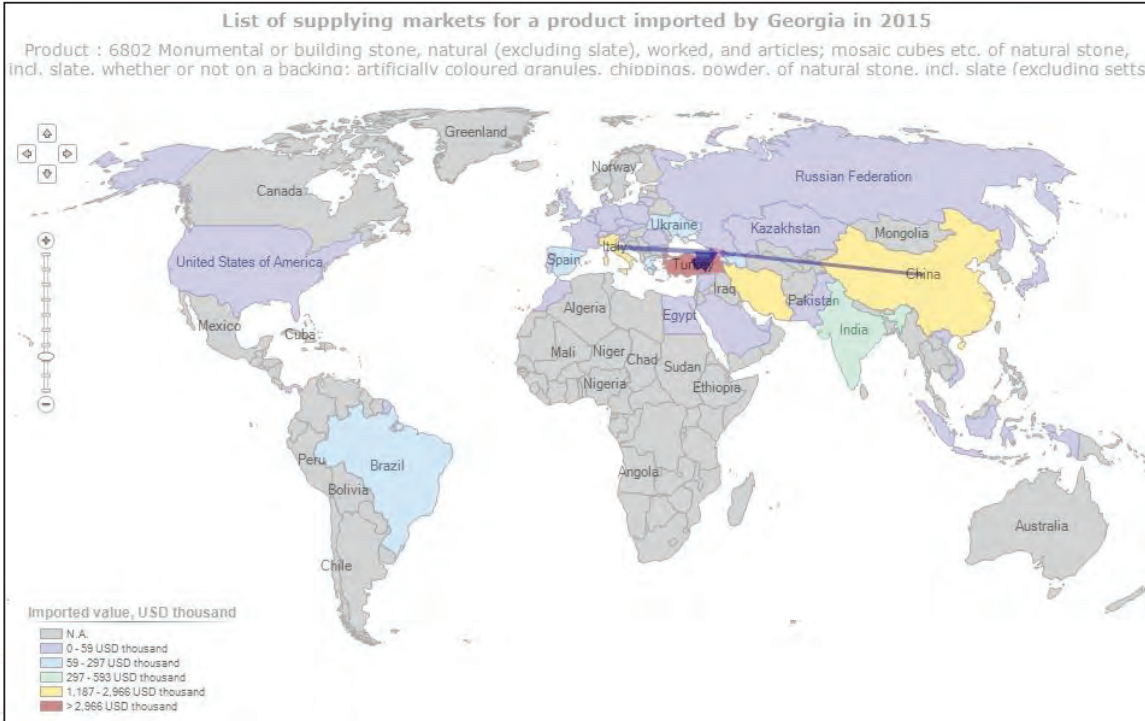 List of supplying markets for a product imported by Georgia in 2015
Product : 6802 Monumental or building stone, natural (excluding slate), worked, and articles; mosaic cubes etc. of natural stone,
incl. slate, whether or not on a backing; artificially coloured granules, chippings, powder, of natural stone, incl. slate (excluding setts
Greenland
Norway
Canada
Russian Federation
Ukraine
Kazakhstan
Mongolia
Italy
United States of America
Spain
Turkey
China
Iraq
Pakistan
Mexico
Cuba
Algeria
Egypt
India
Mali
Niger
Chad
Sudan
Nigeria
Ethiopia
Peru
Brazil
Angola
Bolivia
Australia
Chile
Imported value, USD thousand
N.A.
0 - 59 USD thousand
59 - 297 USD thousand
297 - 593 USD thousand
1,187 - 2,966 USD thousand
> 2,966 USD thousand